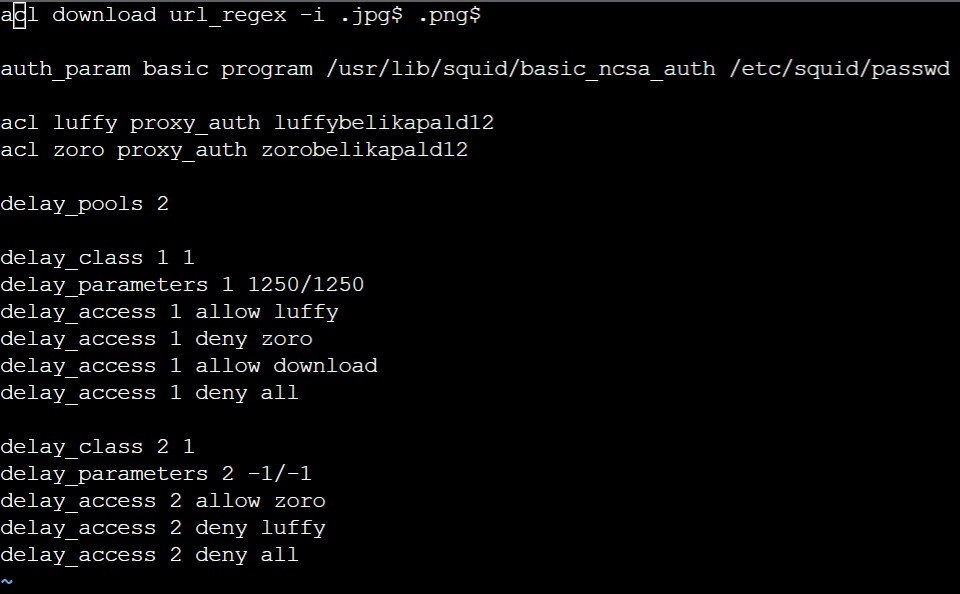 acl download url_regex -i .jpg$ .png$
auth_param basic program /usr/lib/squid/basic_ncsa_auth /etc/squid/passwd
acl luffy proxy_auth luffybelikapald12
acl zoro proxy_auth zorobelikapald12
delay_pools 2
delay_class 1 1
delay_parameters 1 1250/1250
delay_access 1 allow luffy
delay_access 1 deny zoro
delay_access 1 allow download
delay_access 1 deny all
delay_class 2 1
delay_parameters 2 -1/-1
delay_access 2 allow zoro
delay_access 2 deny luffy
delay_access 2 deny all
~